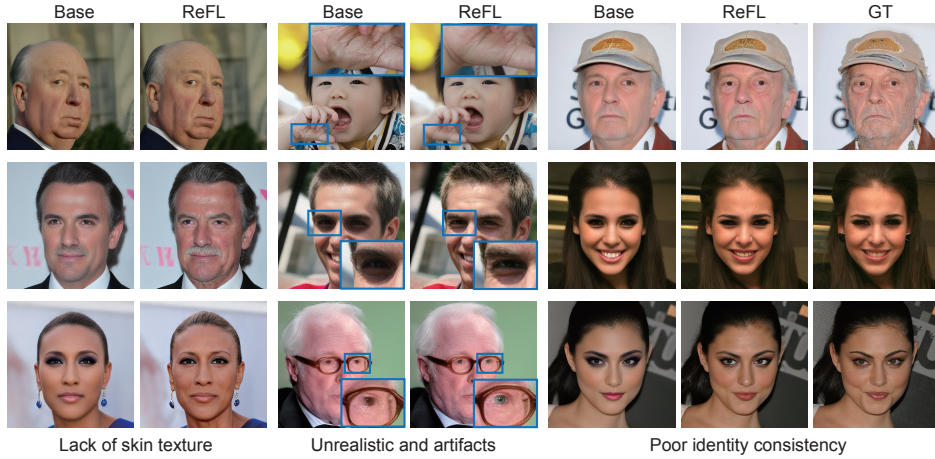 Base ReFL Base ReFL Base ReFL GT
Lack of skin texture
Unrealistic and artifacts
Poor identity consistency